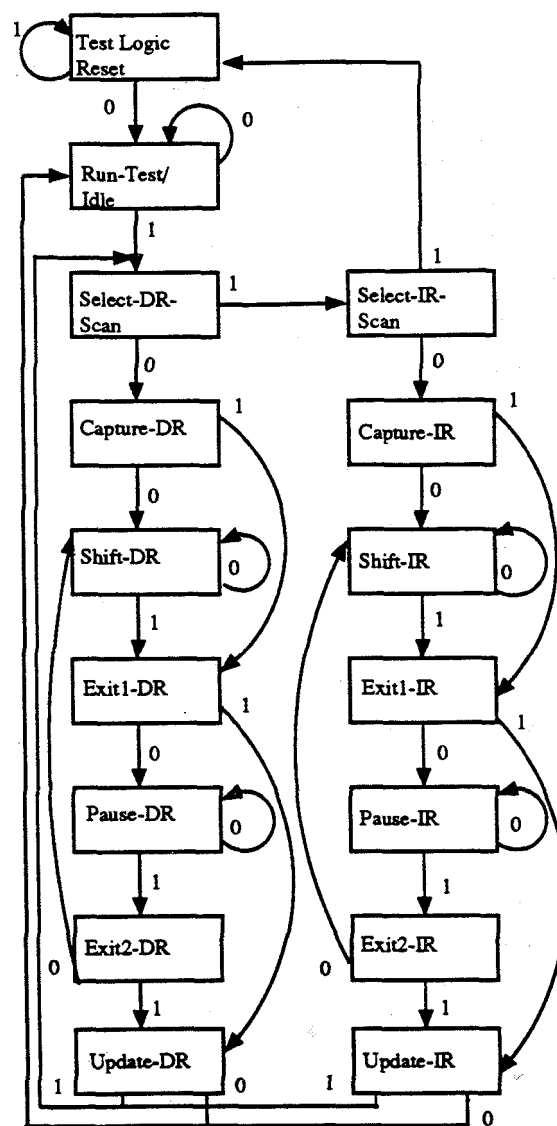 1
Test Logic
Reset
0
0
Run-Test/
Idle
1
1
1
Select-DR-
Scan
Select-IR-
Scan
0
0
Capture-DR
1
Capture-IR
1
0
0
Shift-DR
0
Shift-IR
0
1
1
Exit1-DR
1
Exit1-IR
1
0
0
Pause-DR
0
Pause-IR
0
1
1
Exit2-DR
Exit2-IR
0
0
1
1
Update-DR
Update-IR
1
0
1
0